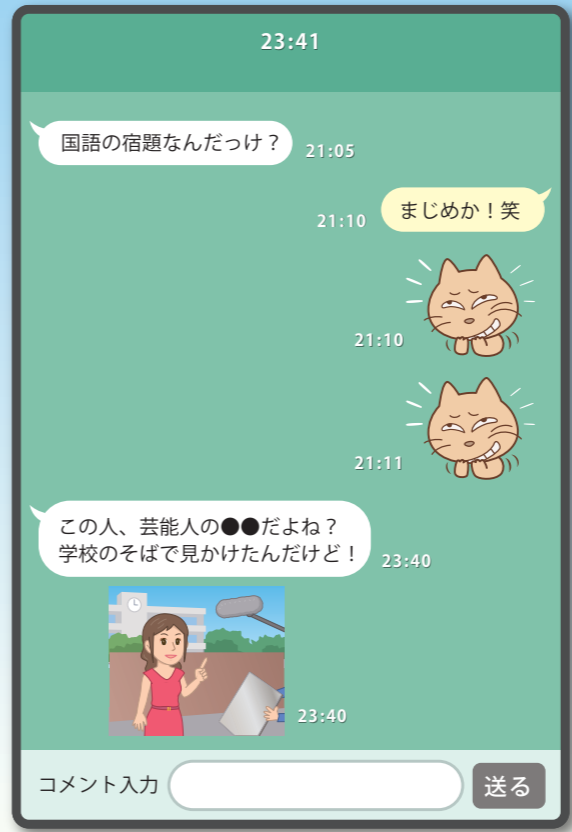 23:41
国語の宿題なんだっけ？
21:05
まじめか！笑
21:10
21:10
21:11
この人、芸能人の●●だよね？
学校のそばで見かけたんだけど！
23:40
23:40
コメント入力
送る